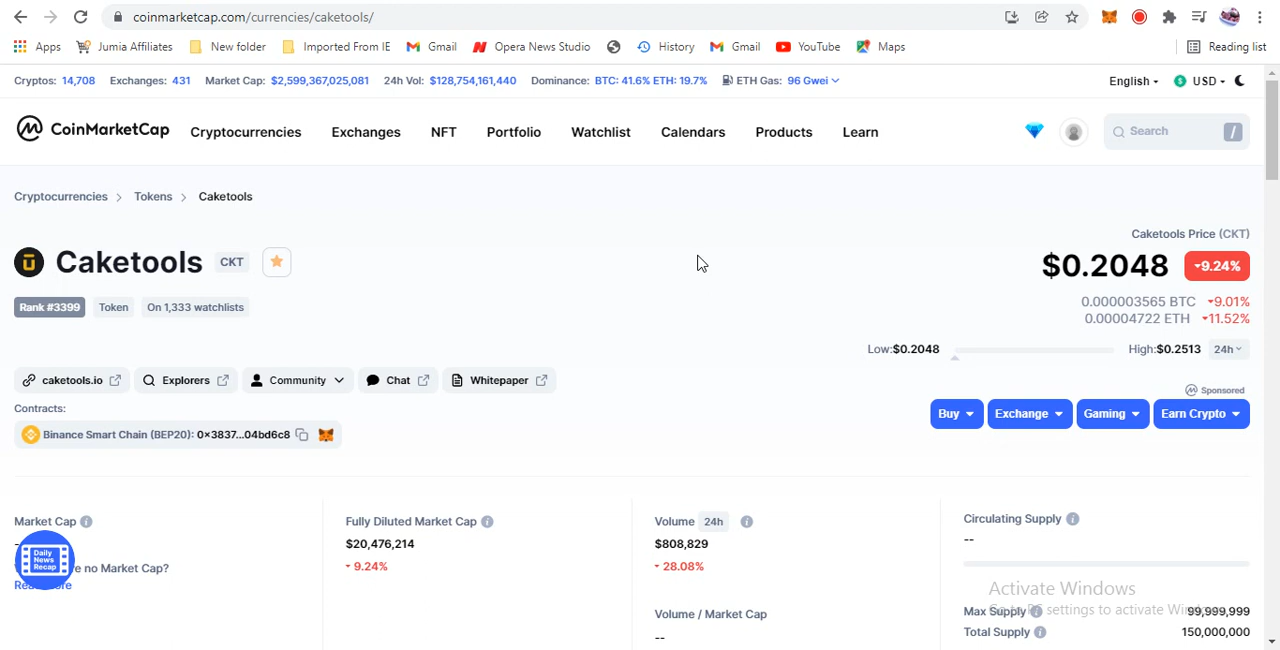 coinmarketcap.com/currencies/caketools/
Apps Jumia Affiliates New folder Imported From IE Gmail Opera News Studio History Gmail YouTube Maps Reading list
Cryptos: 14,708 Exchanges: 431 Market Cap: $2,599,367,025,081 24h Vol: $128,754,161,440 Dominance: BTC: 41.6% ETH: 19.7% ETH Gas: 96 Gwei English USD
CoinMarketCap Cryptocurrencies Exchanges NFT Portfolio Watchlist Calendars Products Learn Search /
Cryptocurrencies > Tokens > Caketools
Caketools Price (CKT)
Caketools CKT $0.2048 9.24%
Rank #3399 Token On 1,333 watchlists 0.000003565 BTC 9.01%
0.00004722 ETH 11.52%
Low:$0.2048 High:$0.2513 24h
caketools.io Explorers Community Chat Whitepaper
Sponsored
Contracts: Buy Exchange Gaming Earn Crypto
Binance Smart Chain (BEP20): 0x3837...04bd6c8
Market Cap Fully Diluted Market Cap Volume 24h Circulating Supply
-- $20,476,214 $808,829 --
Daily News Recap
re no Market Cap? 9.24% 28.08%
Activate Windows
Volume / Market Cap Max Supply 99,999,999
settings to activate
-- Total Supply 150,000,000